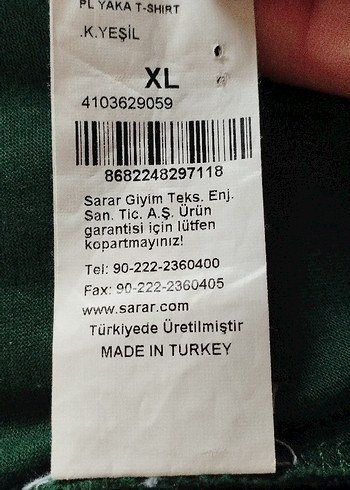 PL YAKA T-SHIRT
.K.YEŞİL
XL
4103629059
8682248297118
Sarar Giyim Teks. Enj.
San. Tic. A.Ş. Ürün
garantisi için lütfen
kopartmayınız!
Tel: 90-222-2360400
Fax: 90-222-2360405
www.sarar.com
Türkiyede Üretilmiştir
MADE IN TURKEY